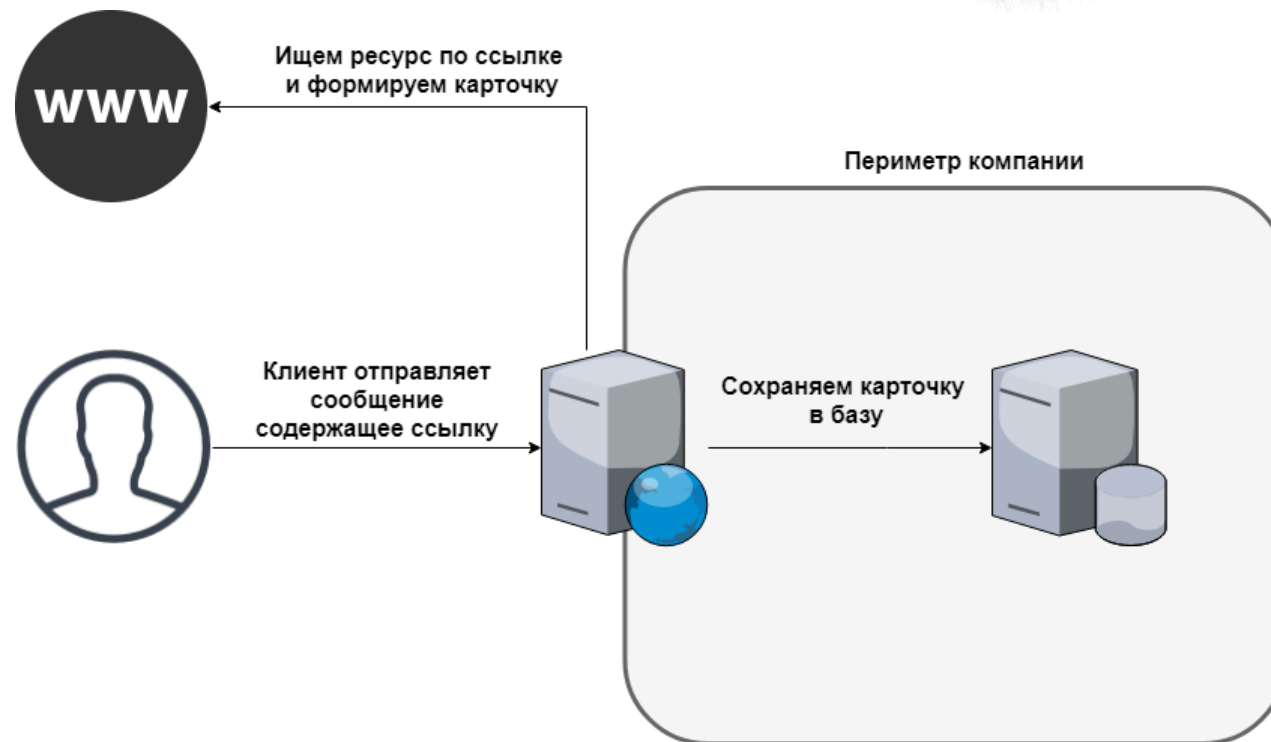 Ищем ресурс по ссылке
и формируем карточку
www
Периметр компании
Клиент отправляет
сообщение
содержащее ссылку
Сохраняем карточку
в базу